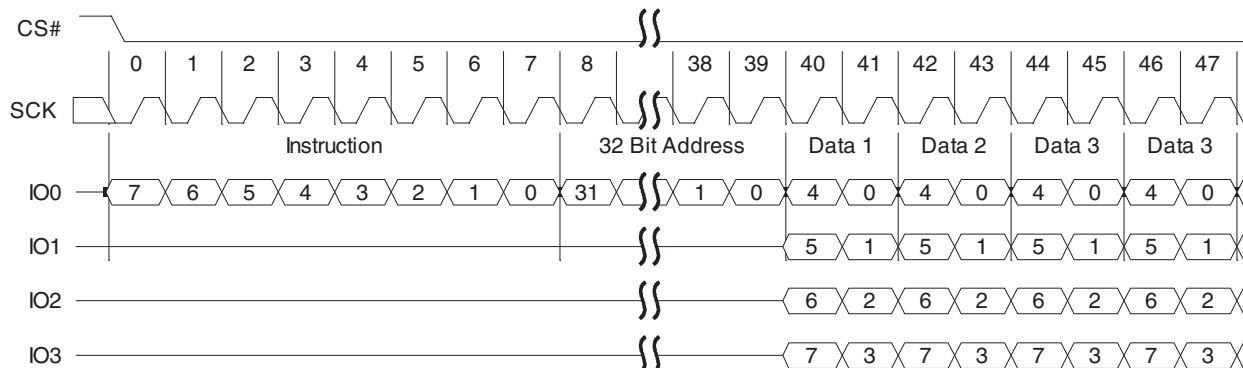 CS#
0 1 2 3 4 5 6 7 8 38 39 40 41 42 43 44 45 46 47
SCK
Instruction 32 Bit Address Data 1 Data 2 Data 3 Data 3
IO0 7 6 5 4 3 2 1 0 31 1 0 4 0 4 0 4 0 4 0
IO1 5 1 5 1 5 1 5 1
IO2 6 2 6 2 6 2 6 2
IO3 7 3 7 3 7 3 7 3